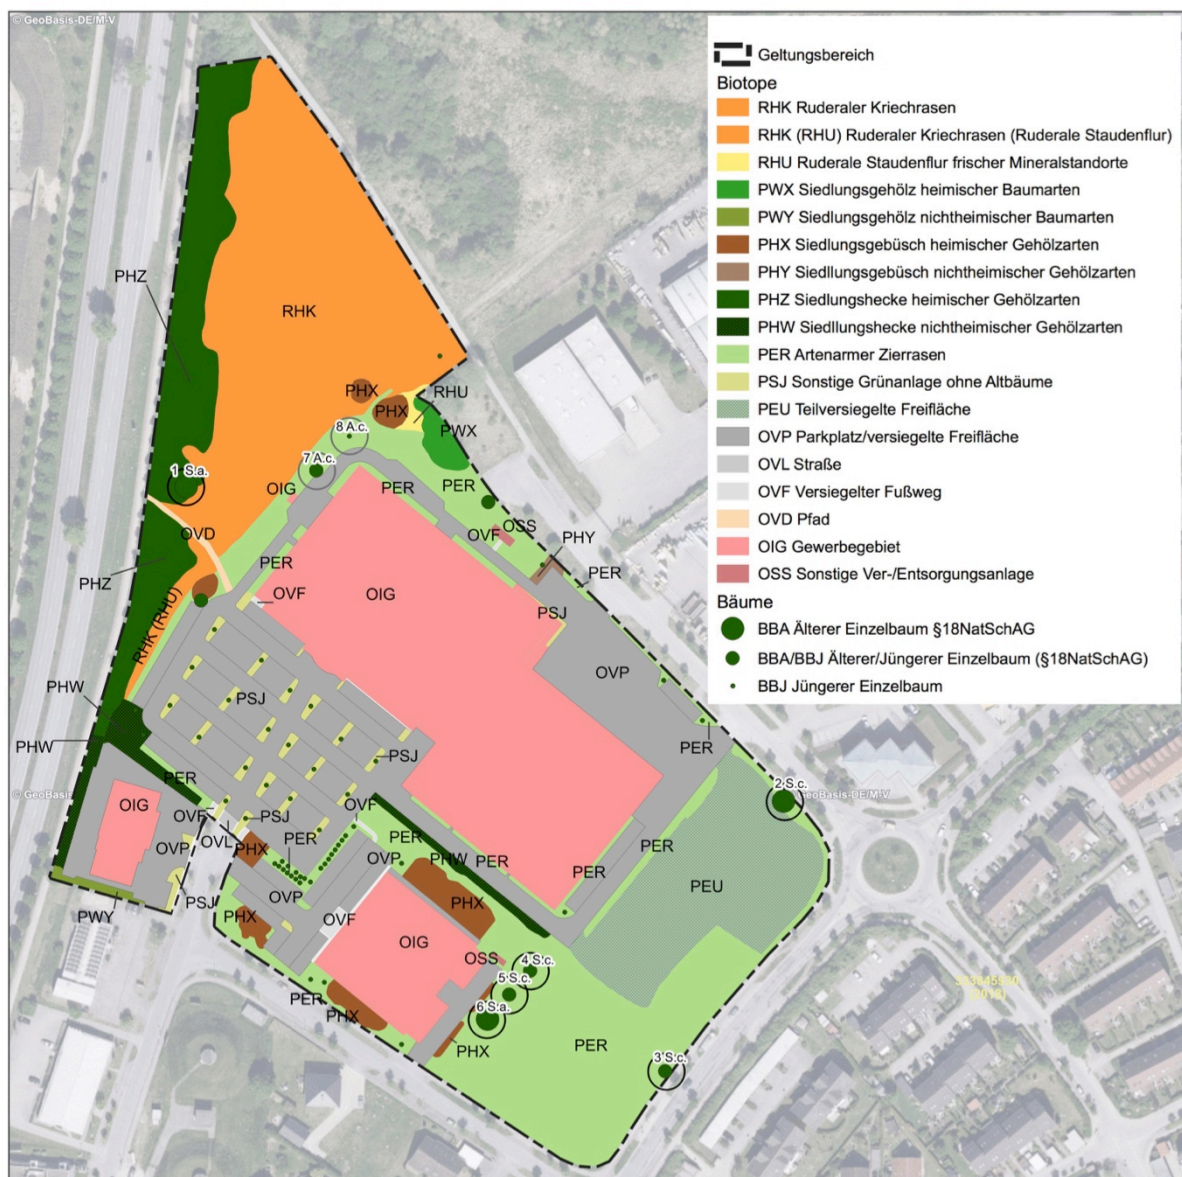 © GeoBasis-DE/M-V
Geltungsbereich
Biotope
RHK Ruderaler Kriechrasen
RHK (RHU) Ruderaler Kriechrasen (Ruderale Staudenflur)
RHU Ruderale Staudenflur frischer Mineralstandorte
PWX Siedlungsgehölz heimischer Baumarten
PWY Siedlungsgehölz nichtheimischer Baumarten
PHX Siedlungsgebüsch heimischer Gehölzarten
PHY Siedllungsgebüsch nichtheimischer Gehölzarten
PHZ Siedlungshecke heimischer Gehölzarten
PHW Siedllungshecke nichtheimischer Gehölzarten
PER Artenarmer Zierrasen
PSJ Sonstige Grünanlage ohne Altbäume
PEU Teilversiegelte Freifläche
OVP Parkplatz/versiegelte Freifläche
OVL Straße
OVF Versiegelter Fußweg
OVD Pfad
OIG Gewerbegebiet
OSS Sonstige Ver-/Entsorgungsanlage
Bäume
BBA Älterer Einzelbaum §18NatSchAG
BBA/BBJ Älterer/Jüngerer Einzelbaum (§18NatSchAG)
BBJ Jüngerer Einzelbaum
PHZ
RHK
PHX
RHU
PHX
8 A.c.
PWX
7 A.c.
1 S.a.
OIG
PER
PER
OSS
OVD
OVF
PHY
PER
PHZ
PER
OVF
OIG
RHK (RHU)
PSJ
OVP
PHW
PSJ
PHW
PER
PSJ
PER
2 S.c.
© GeoBasis
GeoBasis-DE/M-V
OIG
OVF
PSJ
OVF
OVL
PER
PER
OVP
PHX
OVP
PHW
PER
PER
PER
PEU
PWY
PSJ
OVP
PHX
OVF
PHX
OIG
OSS
4 S.c.
5 S.c.
6 S.a.
PER
PHX
PHX
PER
3 S.c.
(2018)